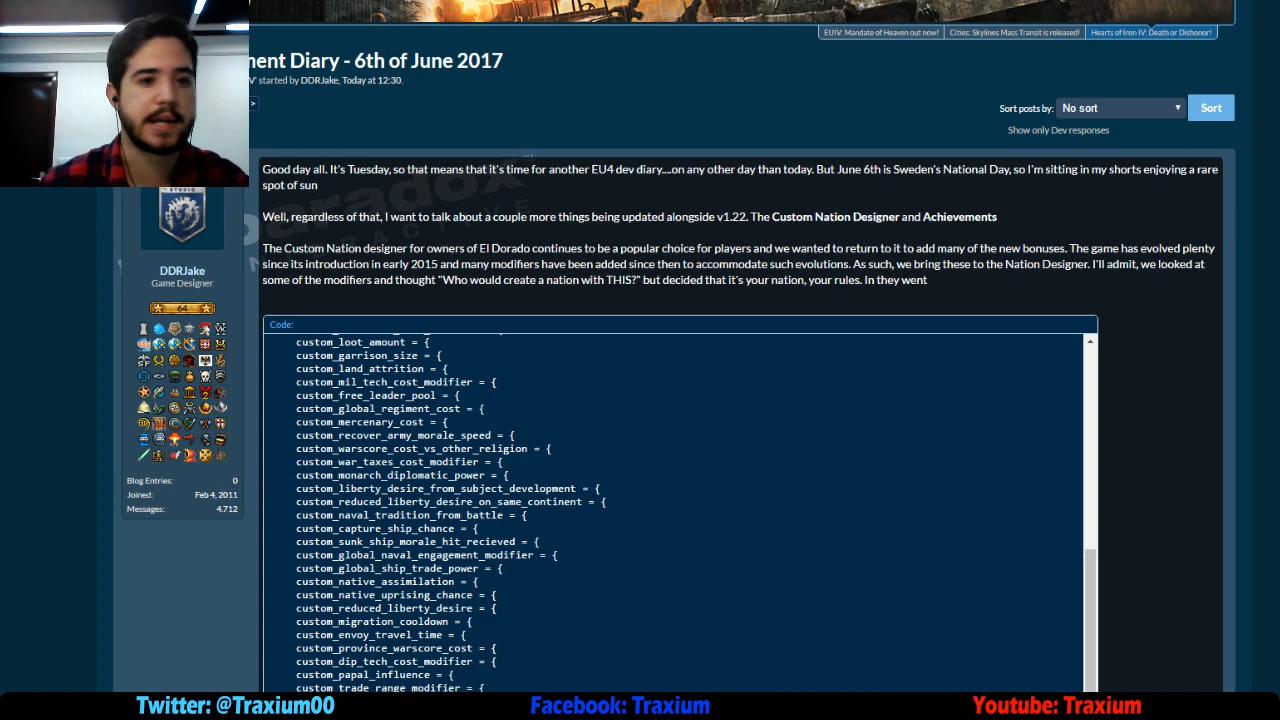 EUIV: Mandate of Heaven out now!
Cities: Skylines Mass Transit is released!
Hearts of Iron IV: Death or Dishonor!
ment Diary - 6th of June 2017
V' started by DDRJake, Today at 12:30.
>
Sort posts by:
No sort
Sort
Show only Dev responses
STUDIO
DDRJake
Game Designer
64
Blog Entries: 0
Joined: Feb 4, 2011
Messages: 4.712
paradox
INTERACTIVE
Good day all. It's Tuesday, so that means that it's time for another EU4 dev diary....on any other day than today. But June 6th is Sweden's National Day, so I'm sitting in my shorts enjoying a rare
spot of sun
Well, regardless of that, I want to talk about a couple more things being updated alongside v1.22. The Custom Nation Designer and Achievements
The Custom Nation designer for owners of El Dorado continues to be a popular choice for players and we wanted to return to it to add many of the new bonuses. The game has evolved plenty
since its introduction in early 2015 and many modifiers have been added since then to accommodate such evolutions. As such, we bring these to the Nation Designer. I'll admit, we looked at
some of the modifiers and thought "Who would create a nation with THIS?" but decided that it's your nation, your rules. In they went
Code:
custom_loot_amount = {
custom_garrison_size = {
custom_land_attrition = {
custom_mil_tech_cost_modifier = {
custom_free_leader_pool = {
custom_global_regiment_cost = {
custom_mercenary_cost = {
custom_recover_army_morale_speed = {
custom_warscore_cost_vs_other_religion = {
custom_war_taxes_cost_modifier = {
custom_monarch_diplomatic_power = {
custom_liberty_desire_from_subject_development = {
custom_reduced_liberty_desire_on_same_continent = {
custom_naval_tradition_from_battle = {
custom_capture_ship_chance = {
custom_sunk_ship_morale_hit_recieved = {
custom_global_naval_engagement_modifier = {
custom_global_ship_trade_power = {
custom_native_assimilation = {
custom_native_uprising_chance = {
custom_reduced_liberty_desire = {
custom_migration_cooldown = {
custom_envoy_travel_time = {
custom_province_warscore_cost = {
custom_dip_tech_cost_modifier = {
custom_papal_influence = {
custom_trade_range_modifier = {
Twitter: @Traxium00
Facebook: Traxium
Youtube: Traxium